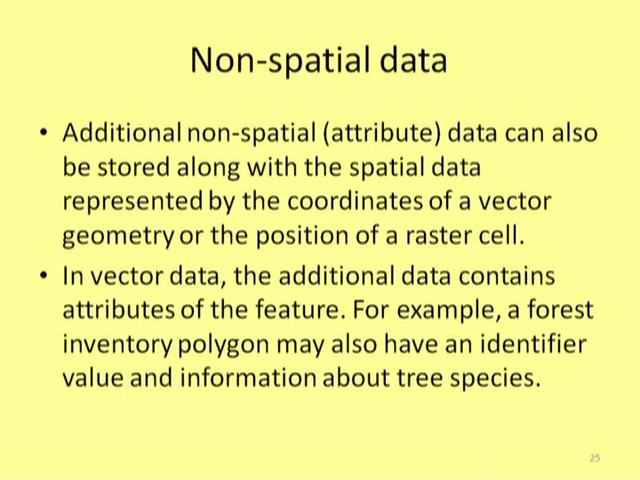 Non-spatial data
• Additional non-spatial (attribute) data can also
be stored along with the spatial data
represented by the coordinates of a vector
geometry or the position of a raster cell.
• In vector data, the additional data contains
attributes of the feature. For example, a forest
inventory polygon may also have an identifier
value and information about tree species.
25